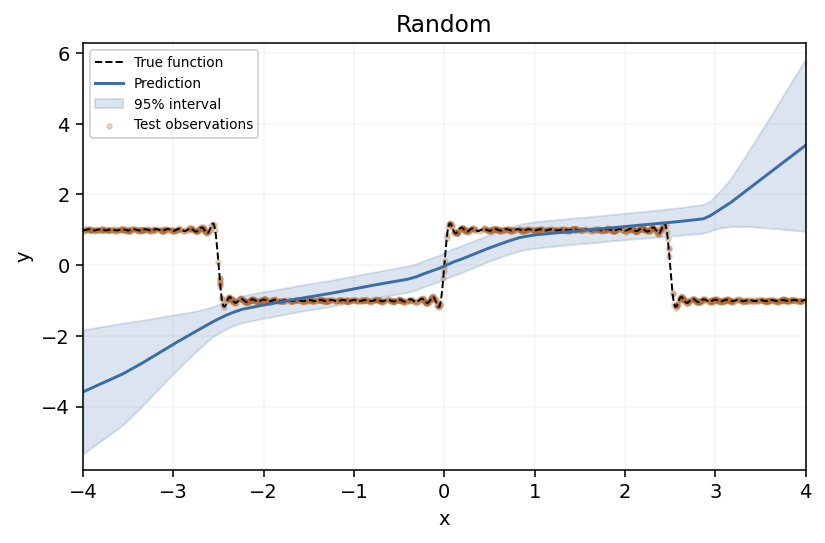 Random
True function
Prediction
95% interval
Test observations
6
4
2
0
−2
−4
y
−4 −3 −2 −1 0 1 2 3 4
x